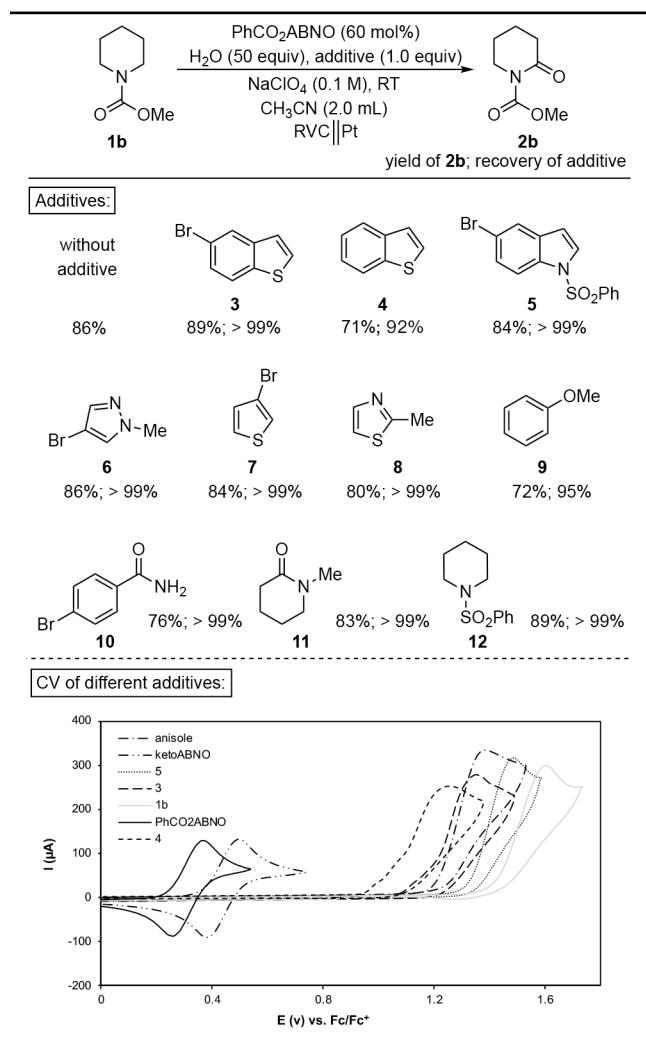 PhCO2ABNO (60 mol%)
H2O (50 equiv), additive (1.0 equiv)
NaClO4 (0.1 M), RT
CH3CN (2.0 mL)
RVC||Pt
N
O
OMe
1b
N
O
O
OMe
2b
yield of 2b; recovery of additive
Additives:
without
additive
86%
Br
S
3
89%; > 99%
S
4
71%; 92%
Br
N
SO2Ph
5
84%; > 99%
N
N
Me
Br
6
86%; > 99%
Br
S
7
84%; > 99%
N
S
Me
8
80%; > 99%
OMe
9
72%; 95%
O
NH2
Br
10
76%; > 99%
O
N
Me
11
83%; > 99%
N
SO2Ph
12
89%; > 99%
CV of different additives:
400
300
200
100
0
-100
-200
I (µA)
anisole
ketoABNO
5
3
1b
PhCO2ABNO
4
0
0.4
0.8
1.2
1.6
E (v) vs. Fc/Fc+